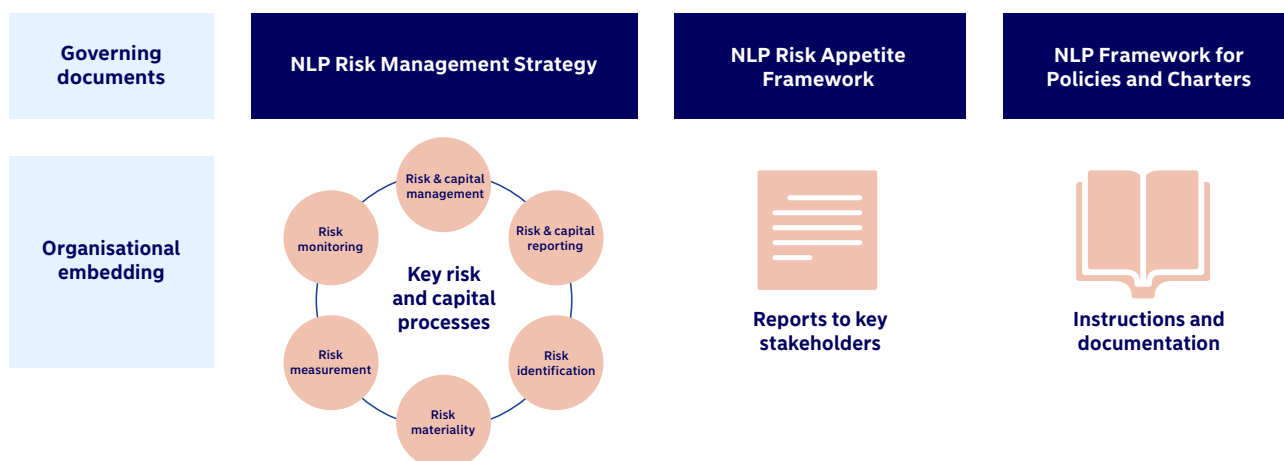 Governing
documents
NLP Risk Management Strategy
NLP Risk Appetite
Framework
NLP Framework for
Policies and Charters
Organisational
embedding
Risk & capital
management
Risk & capital
reporting
Risk
identification
Risk
materiality
Risk
measurement
Risk
monitoring
Key risk
and capital
processes
Reports to key
stakeholders
Instructions and
documentation